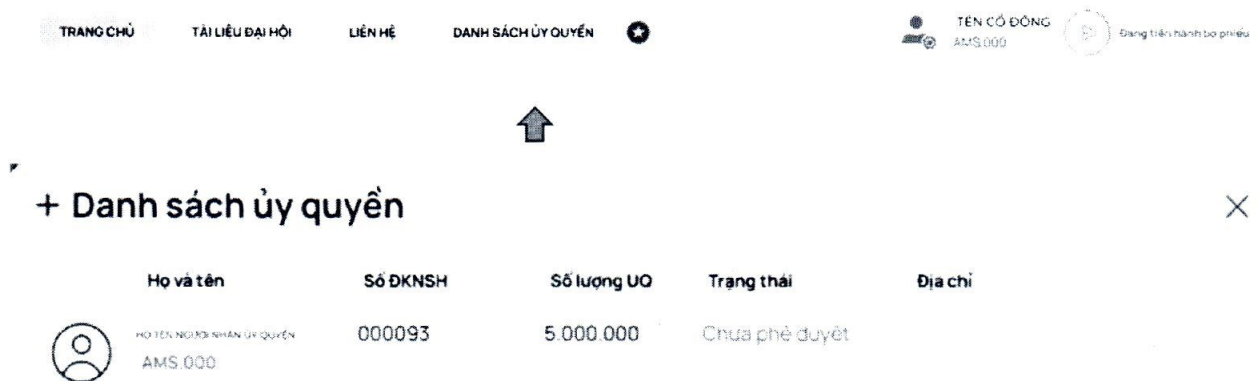 TRANG CHỦ TÀI LIỆU ĐẠI HỘI LIÊN HỆ DANH SÁCH ỦY QUYỀN TÊN CỔ ĐÔNG
AMS.000 Đang tiến hành bỏ phiếu
+ Danh sách ủy quyền
Họ và tên Số ĐKNSH Số lượng UQ Trạng thái Địa chỉ
HỌ TÊN NGƯỜI NHẬN ỦY QUYỀN 000093 5.000.000 Chưa phê duyệt
AMS.000